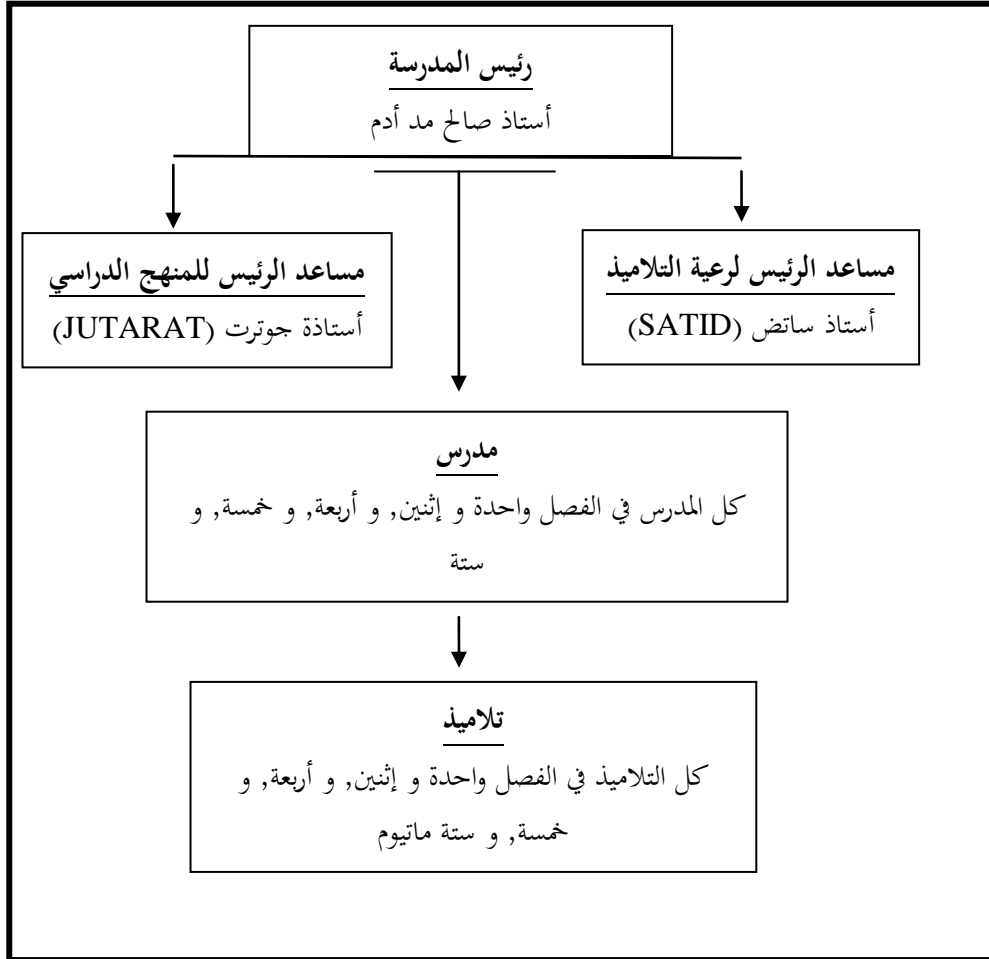 رئيس المدرسة
أستاذ صالح مد أدم
مساعد الرئيس لرعية التلاميذ
أستاذ ساتض (SATID)
مساعد الرئيس للمنهج الدراسي
أستاذة جوترت (JUTARAT)
مدرس
كل المدرس في الفصل واحدة و إثنين, و أربعة, و خمسة, و
ستة
تلاميذ
كل التلاميذ في الفصل واحدة و إثنين, و أربعة, و
خمسة, و ستة ماتيوم